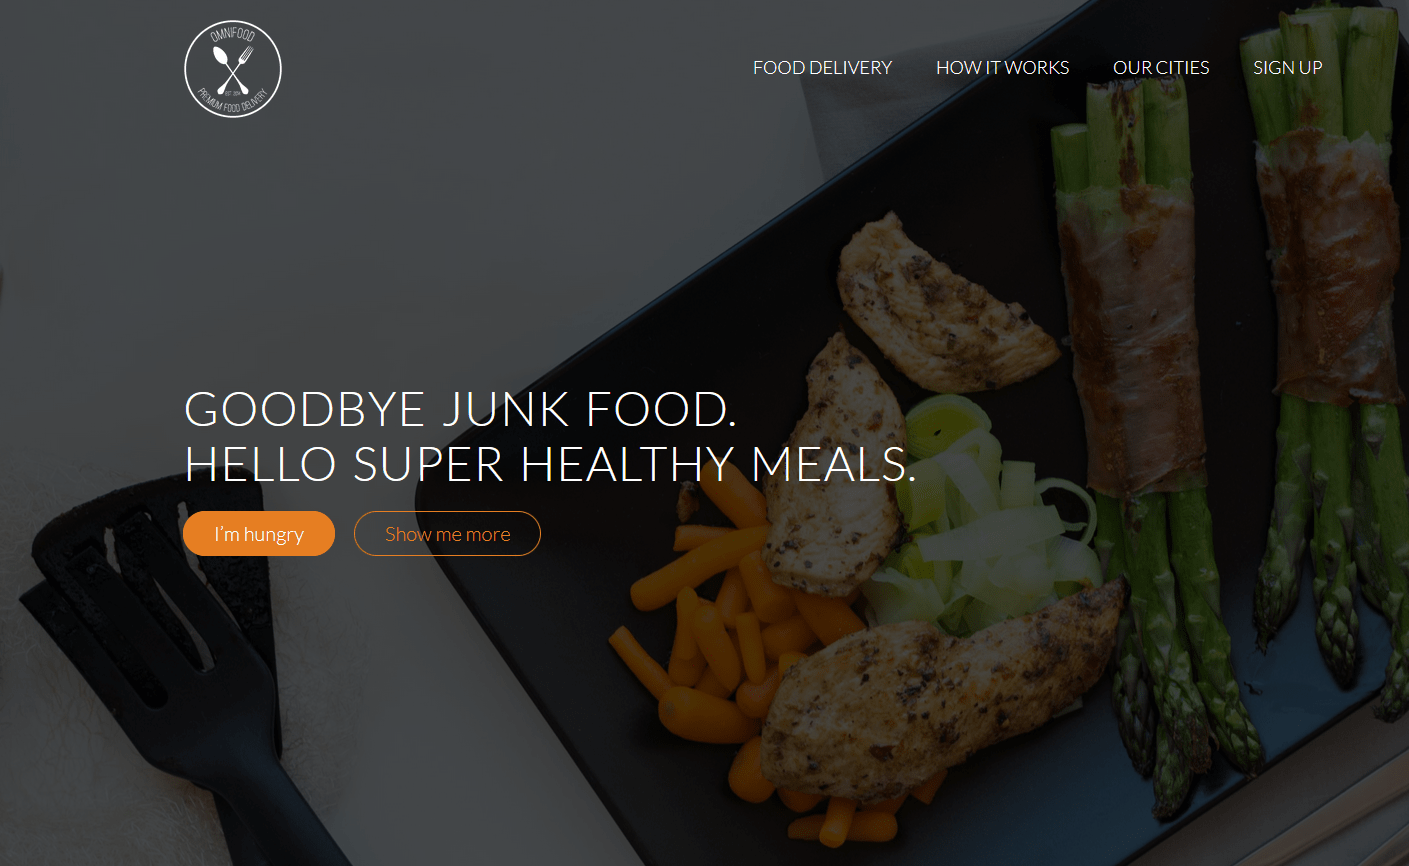 OMNIFOOD
EST. 2014
PREMIUM FOOD DELIVERY
FOOD DELIVERY
HOW IT WORKS
OUR CITIES
SIGN UP
GOODBYE JUNK FOOD.
HELLO SUPER HEALTHY MEALS.
I'm hungry
Show me more